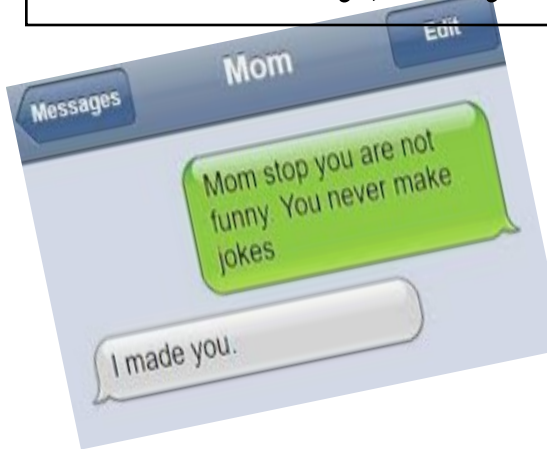 Mom
Edit
Messages
Mom stop you are not
funny. You never make
jokes
I made you.